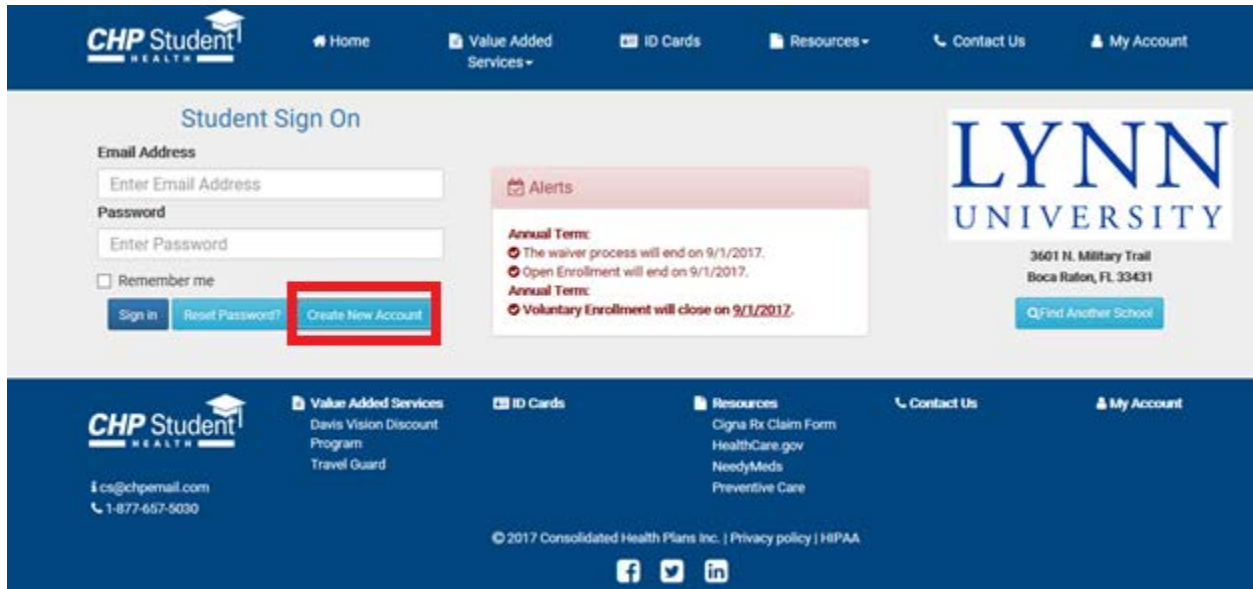 CHP Student
HEALTH
Home
Value Added
Services
ID Cards
Resources
Contact Us
My Account
Student Sign On
Email Address
Enter Email Address
Password
Enter Password
Remember me
Sign in
Reset Password?
Create New Account
Alerts
Annual Term:
The waiver process will end on 9/1/2017.
Open Enrollment will end on 9/1/2017.
Annual Term:
Voluntary Enrollment will close on 9/1/2017.
LYNN
UNIVERSITY
3601 N. Military Trail
Boca Raton, FL 33431
Find Another School
CHP Student
HEALTH
cs@chpemail.com
1-877-657-5030
Value Added Services
Davis Vision Discount
Program
Travel Guard
ID Cards
Resources
Cigna Rx Claim Form
HealthCare.gov
NeedyMeds
Preventive Care
Contact Us
My Account
© 2017 Consolidated Health Plans Inc. | Privacy policy | HIPAA